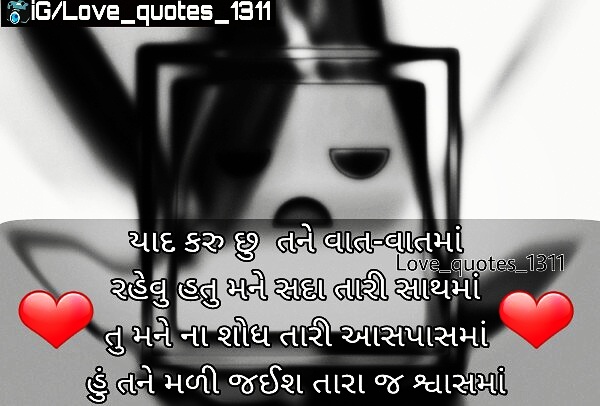 iG/Love_quotes_1311
યાદ કરુ છુ તને વાત-વાતમાં
Love_quotes_1311
રહેવુ હતુ મને સદા તારી સાથમાં
તુ મને ના શોધ તારી આસપાસમાં
હું તને મળી જઈશ તારા જ શ્વાસમાં